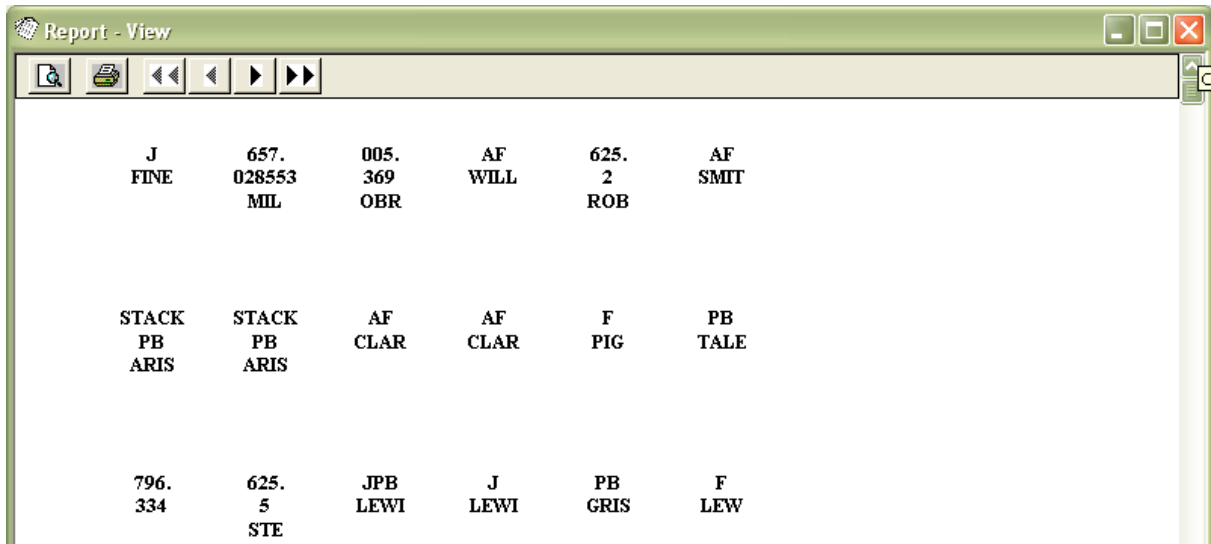 Report - View
J 657. 005. AF 625. AF
FINE 028553 369 WILL 2 SMIT
MIL OBR ROB
STACK STACK AF AF F PB
PB PB CLAR CLAR PIG TALE
ARIS ARIS
796. 625. JPB J PB F
334 5 LEWI LEWI GRIS LEW
STE